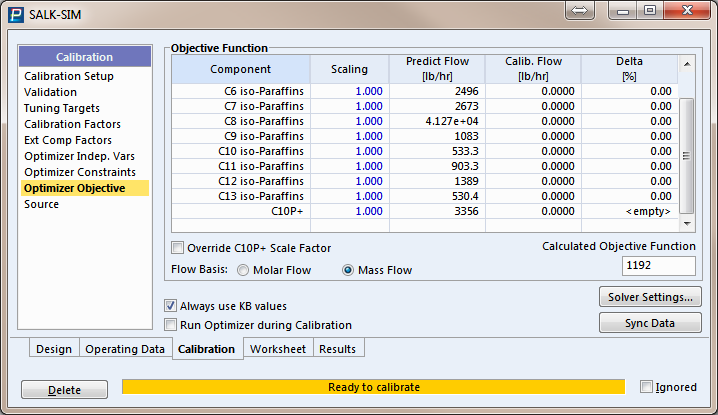 SALK-SIM
Calibration
Calibration Setup
Validation
Tuning Targets
Calibration Factors
Ext Comp Factors
Optimizer Indep. Vars
Optimizer Constraints
Optimizer Objective
Source
Objective Function
Component Scaling Predict Flow [lb/hr] Calib. Flow [lb/hr] Delta [%]
C6 iso-Paraffins 1.000 2496 0.0000 0.00
C7 iso-Paraffins 1.000 2673 0.0000 0.00
C8 iso-Paraffins 1.000 4.127e+04 0.0000 0.00
C9 iso-Paraffins 1.000 1083 0.0000 0.00
C10 iso-Paraffins 1.000 533.3 0.0000 0.00
C11 iso-Paraffins 1.000 903.3 0.0000 0.00
C12 iso-Paraffins 1.000 1389 0.0000 0.00
C13 iso-Paraffins 1.000 530.4 0.0000 0.00
C10P+ 1.000 3356 0.0000 <empty>
Override C10P+ Scale Factor
Calculated Objective Function
1192
Flow Basis: Molar Flow Mass Flow
Always use KB values
Run Optimizer during Calibration
Solver Settings...
Sync Data
Design Operating Data Calibration Worksheet Results
Delete Ready to calibrate Ignored